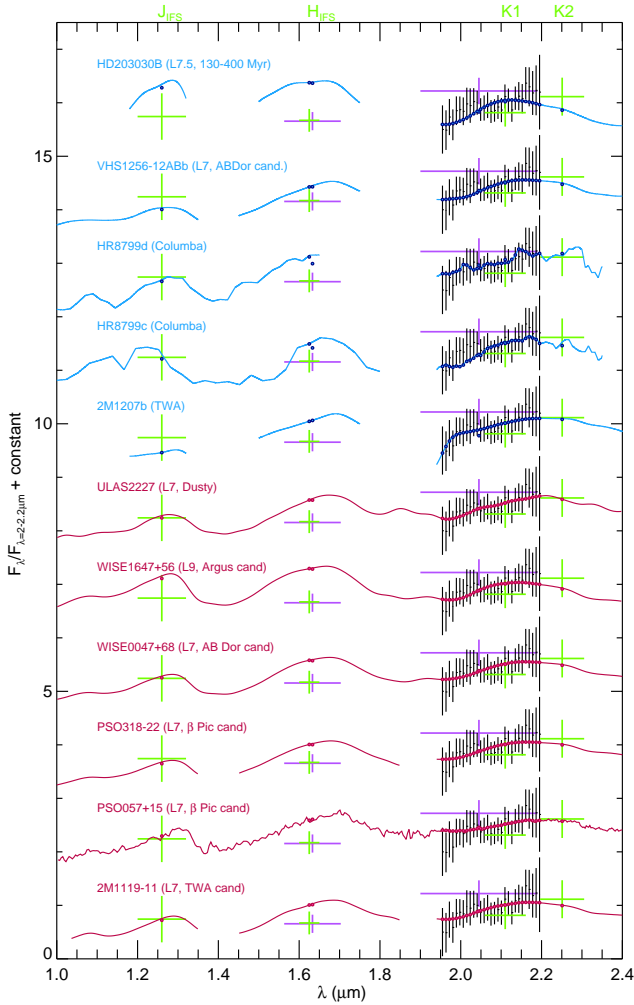 J_IFS H_IFS K1 K2
HD203030B (L7.5, 130-400 Myr)
15
VHS1256-12ABb (L7, ABDor cand.)
HR8799d (Columba)
HR8799c (Columba)
10
2M1207b (TWA)
ULAS2227 (L7, Dusty)
WISE1647+56 (L9, Argus cand)
WISE0047+68 (L7, AB Dor cand)
5
PSO318-22 (L7, β Pic cand)
PSO057+15 (L7, β Pic cand)
2M1119-11 (L7, TWA cand)
0
1.0 1.2 1.4 1.6 1.8 2.0 2.2 2.4
λ (μm)
F_λ/F_λ=2-2.2μm + constant